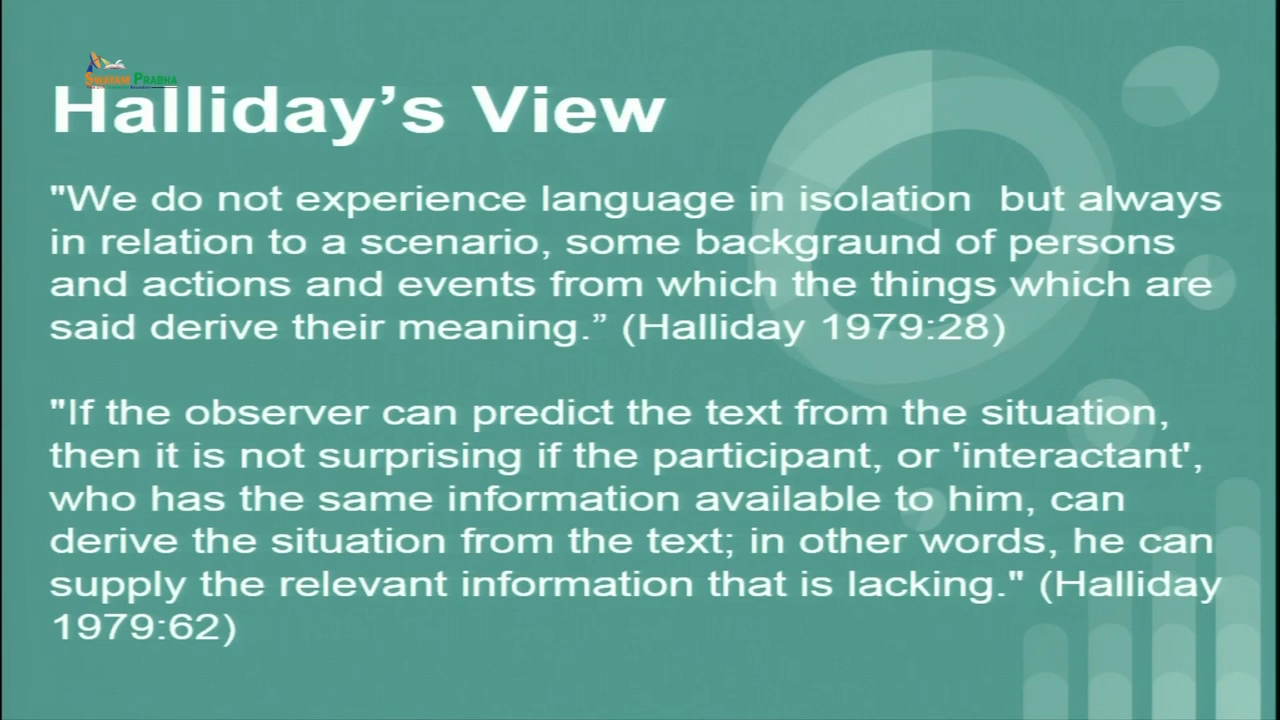 SWAYAM PRABHA
Halliday’s View
"We do not experience language in isolation but always
in relation to a scenario, some backgraund of persons
and actions and events from which the things which are
said derive their meaning.” (Halliday 1979:28)
"If the observer can predict the text from the situation,
then it is not surprising if the participant, or 'interactant',
who has the same information available to him, can
derive the situation from the text; in other words, he can
supply the relevant information that is lacking." (Halliday
1979:62)